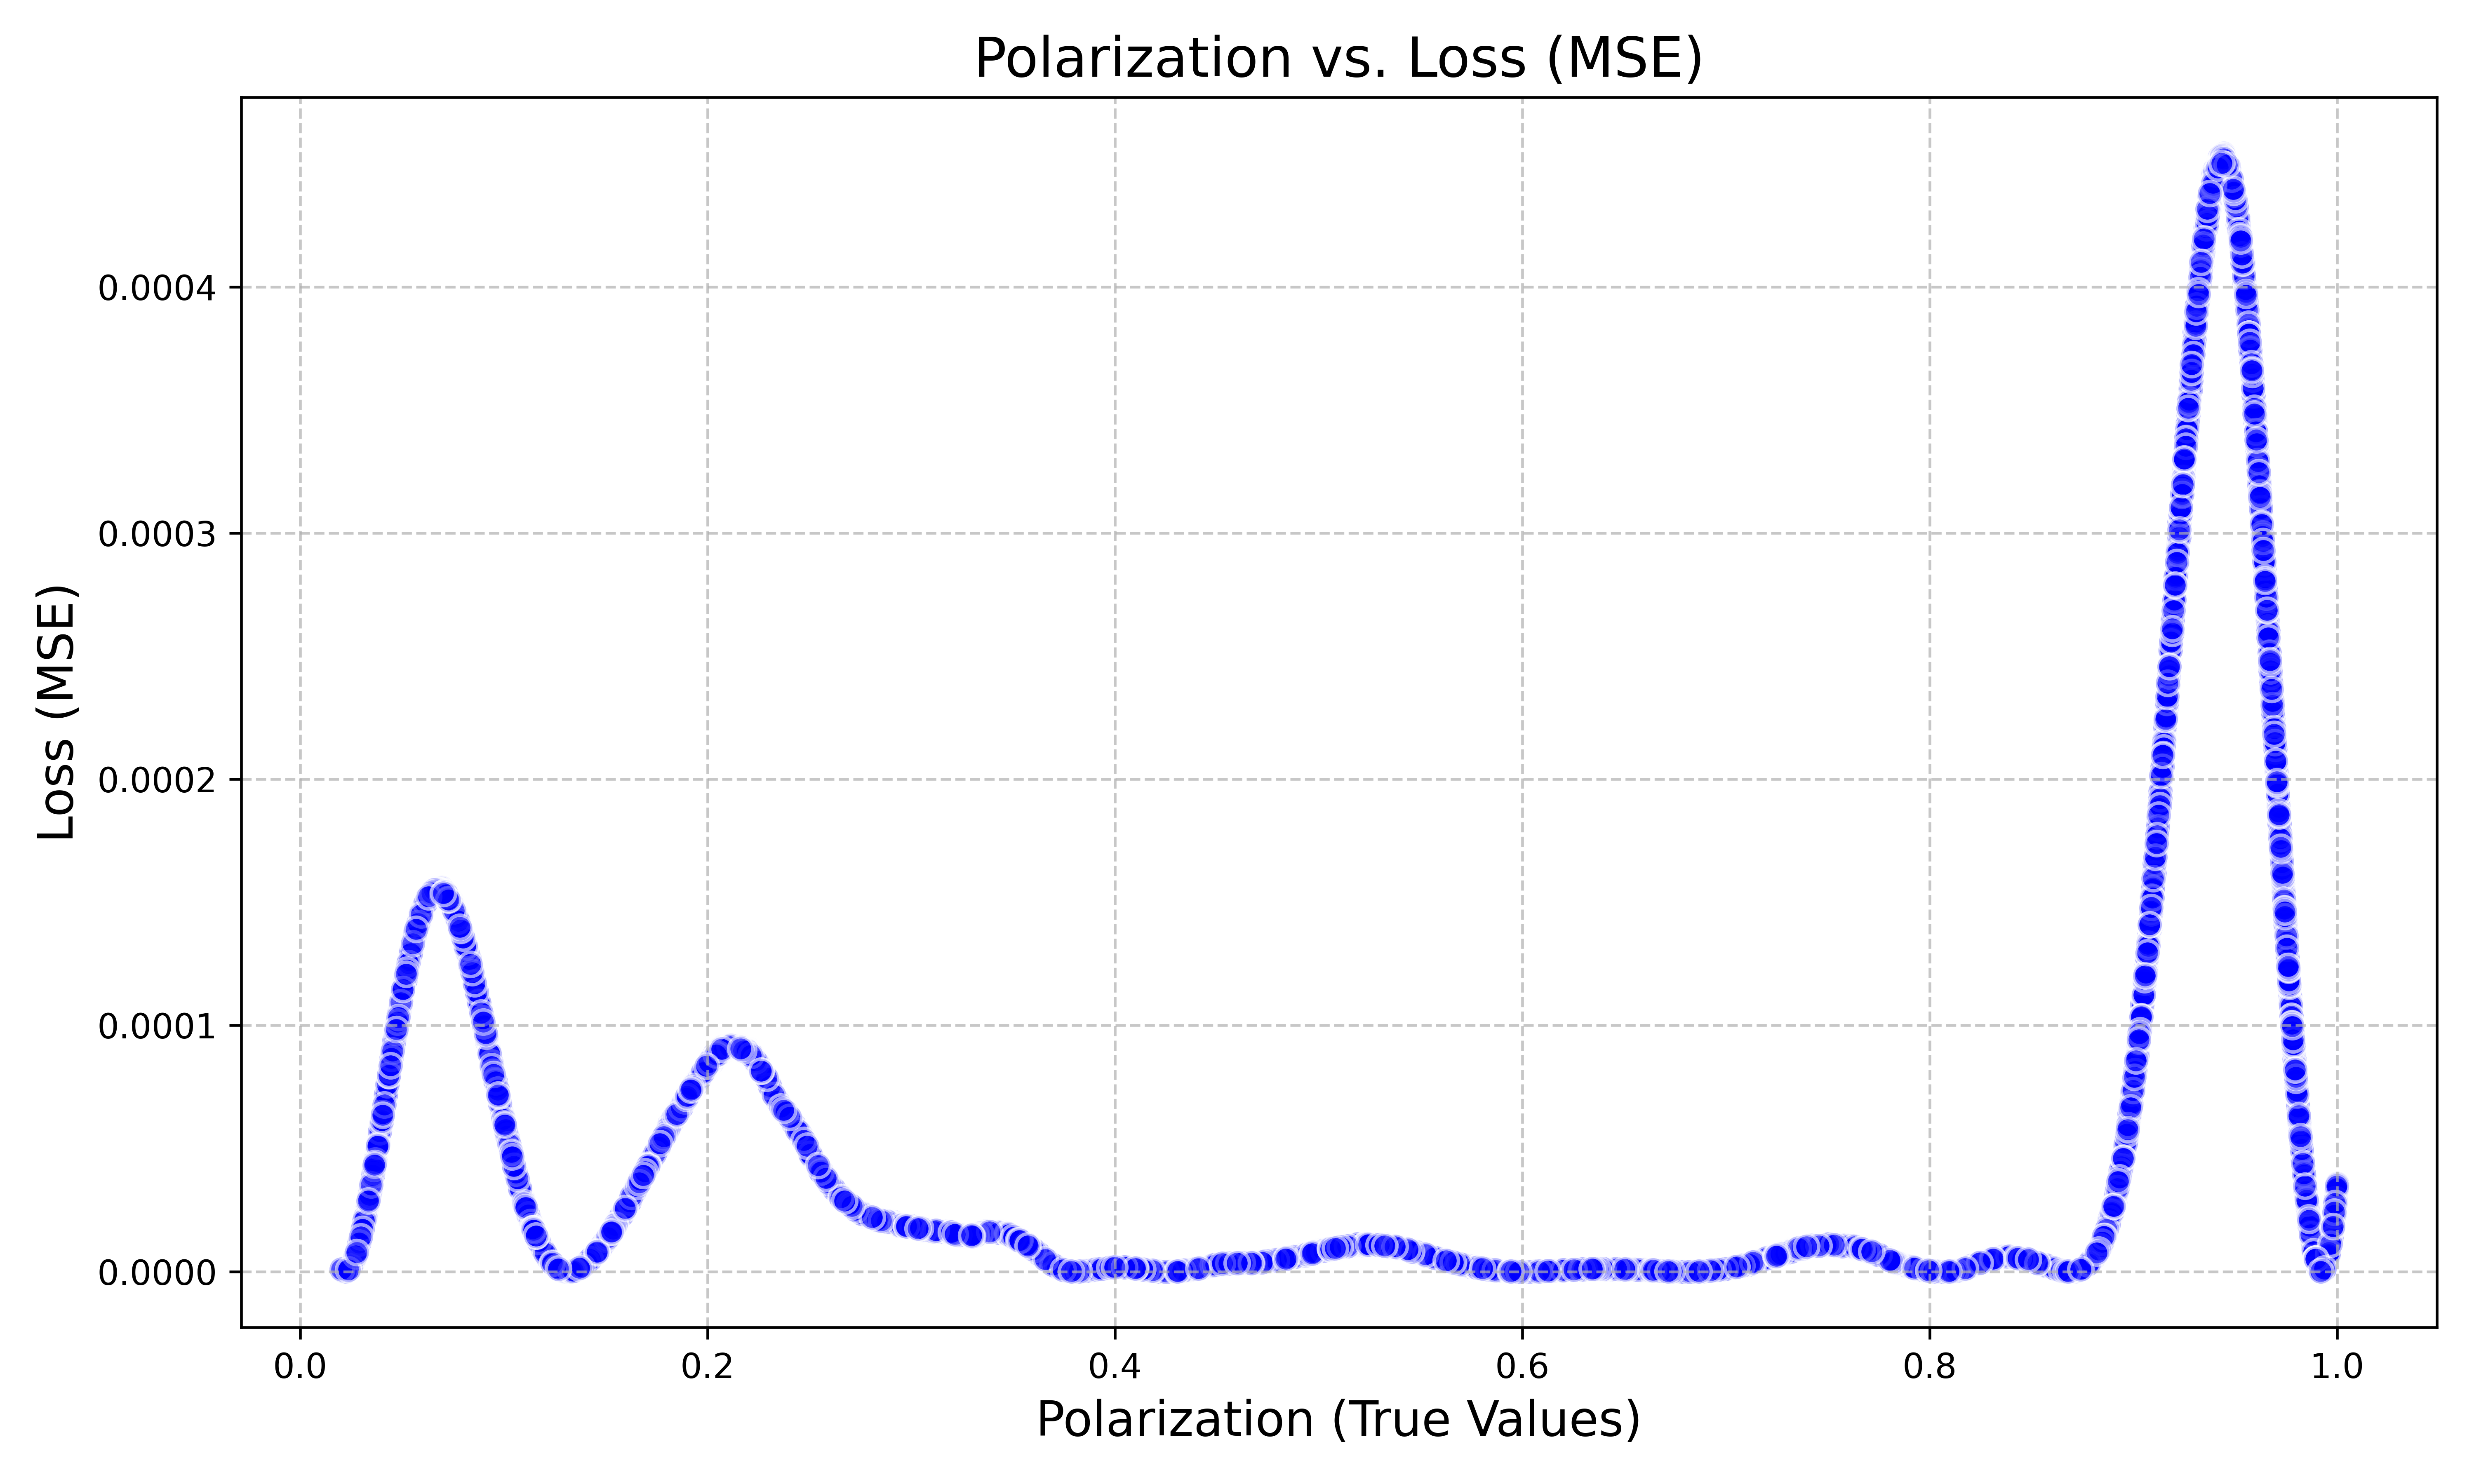 Polarization vs. Loss (MSE)
Loss (MSE)
0.0004
0.0003
0.0002
0.0001
0.0000
0.0 0.2 0.4 0.6 0.8 1.0
Polarization (True Values)